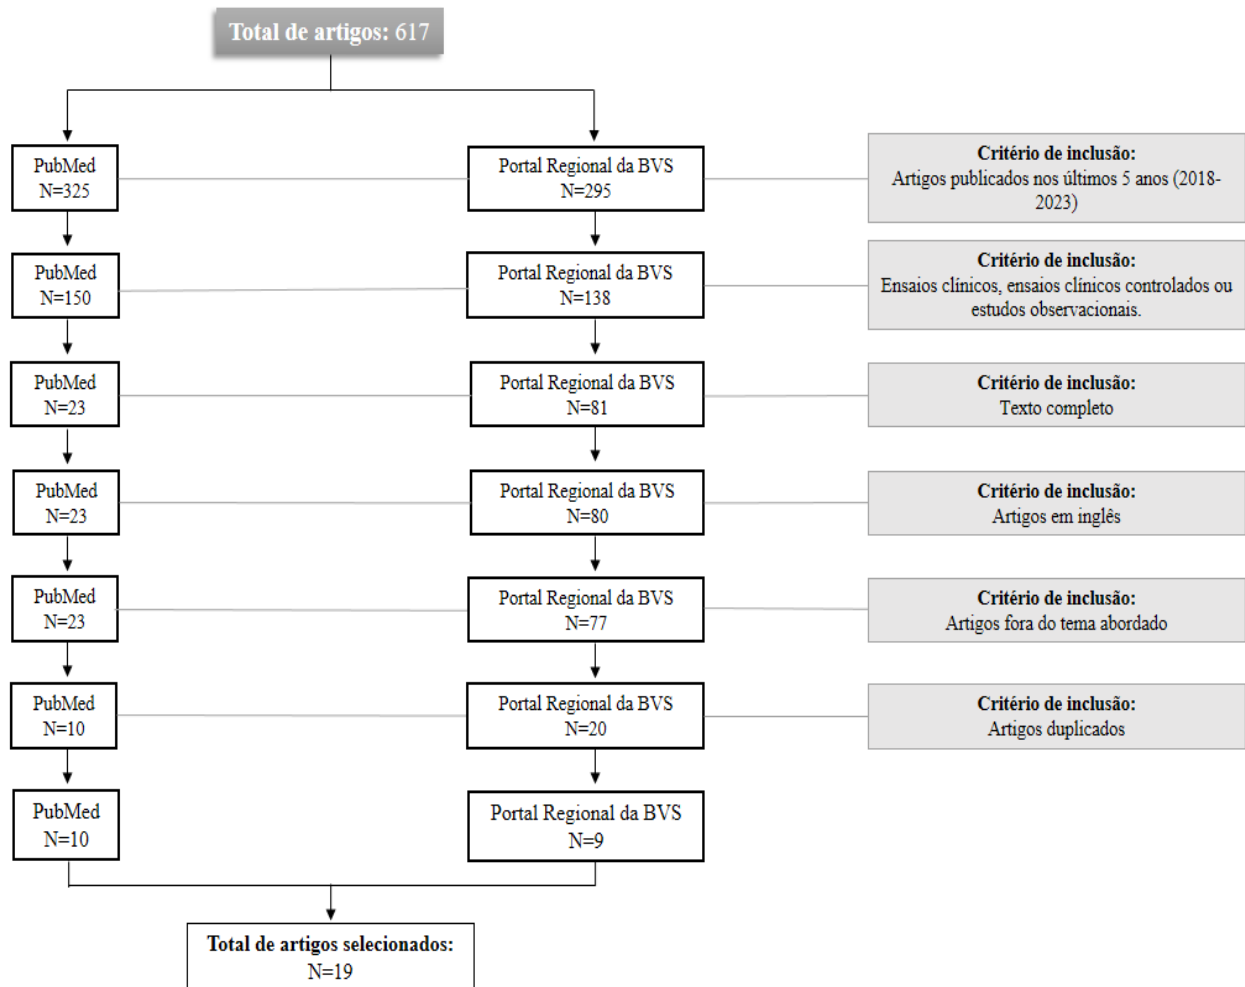 Total de artigos: 617
PubMed
N=325
Portal Regional da BVS
N=295
Critério de inclusão:
Artigos publicados nos últimos 5 anos (2018-
2023)
PubMed
N=150
Portal Regional da BVS
N=138
Critério de inclusão:
Ensaios clínicos, ensaios clínicos controlados ou
estudos observacionais.
PubMed
N=23
Portal Regional da BVS
N=81
Critério de inclusão:
Texto completo
PubMed
N=23
Portal Regional da BVS
N=80
Critério de inclusão:
Artigos em inglês
PubMed
N=23
Portal Regional da BVS
N=77
Critério de inclusão:
Artigos fora do tema abordado
PubMed
N=10
Portal Regional da BVS
N=20
Critério de inclusão:
Artigos duplicados
PubMed
N=10
Portal Regional da BVS
N=9
Total de artigos selecionados:
N=19